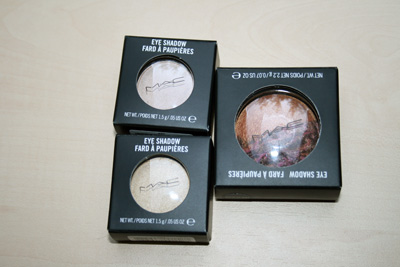 EYE SHADOW
FARD À PAUPIÈRES
MAC
NET WT./POIDS NET 1.5 g / .05 US OZ
EYE SHADOW
FARD À PAUPIÈRES
MAC
NET WT./POIDS NET 1.5 g / .05 US OZ
EYE SHADOW
FARD À PAUPIÈRES
MAC
NET WT./POIDS NET 2.2 g / 0.07 US OZ